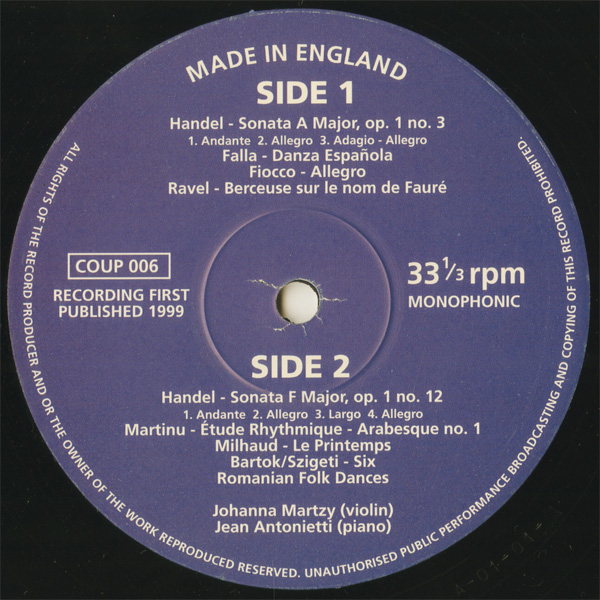 MADE IN ENGLAND
SIDE 1
Handel - Sonata A Major, op. 1 no. 3
1. Andante 2. Allegro 3. Adagio - Allegro
Falla - Danza Española
Fiocco - Allegro
Ravel - Berceuse sur le nom de Fauré
COUP 006
RECORDING FIRST
PUBLISHED 1999
33 1/3 rpm
MONOPHONIC
SIDE 2
Handel - Sonata F Major, op. 1 no. 12
1. Andante 2. Allegro 3. Largo 4. Allegro
Martinu - Étude Rhythmique - Arabesque no. 1
Milhaud - Le Printemps
Bartok/Szigeti - Six
Romanian Folk Dances
Johanna Martzy (violin)
Jean Antonietti (piano)
ALL RIGHTS OF THE RECORD PRODUCER AND OR THE OWNER OF THE WORK REPRODUCED RESERVED. UNAUTHORISED PUBLIC PERFORMANCE BROADCASTING AND COPYING OF THIS RECORD PROHIBITED.